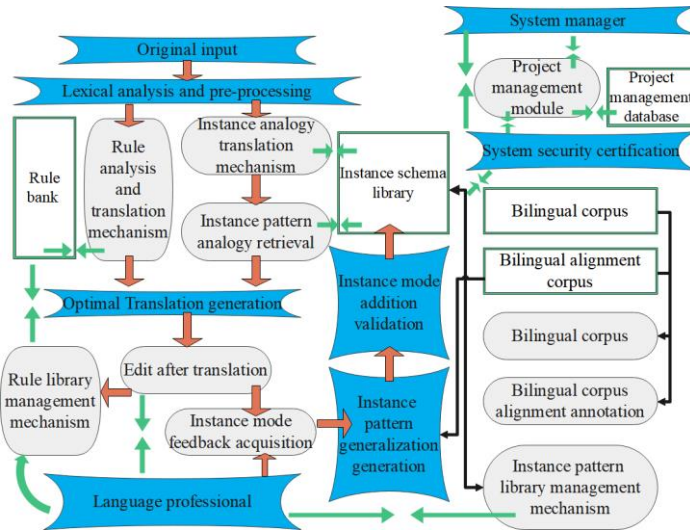 System manager
Original input
Lexical analysis and pre-processing
Project
management
module
Project
management
database
Rule
bank
Rule
analysis
and
translation
mechanism
Instance analogy
translation
mechanism
Instance schema
library
System security certification
Instance pattern
analogy retrieval
Bilingual corpus
Bilingual alignment
corpus
Optimal Translation generation
Instance mode
addition
validation
Bilingual corpus
Rule library
management
mechanism
Edit after translation
Instance mode
feedback acquisition
Instance
pattern
generalization
generation
Bilingual corpus
alignment annotation
Language professional
Instance pattern
library management
mechanism